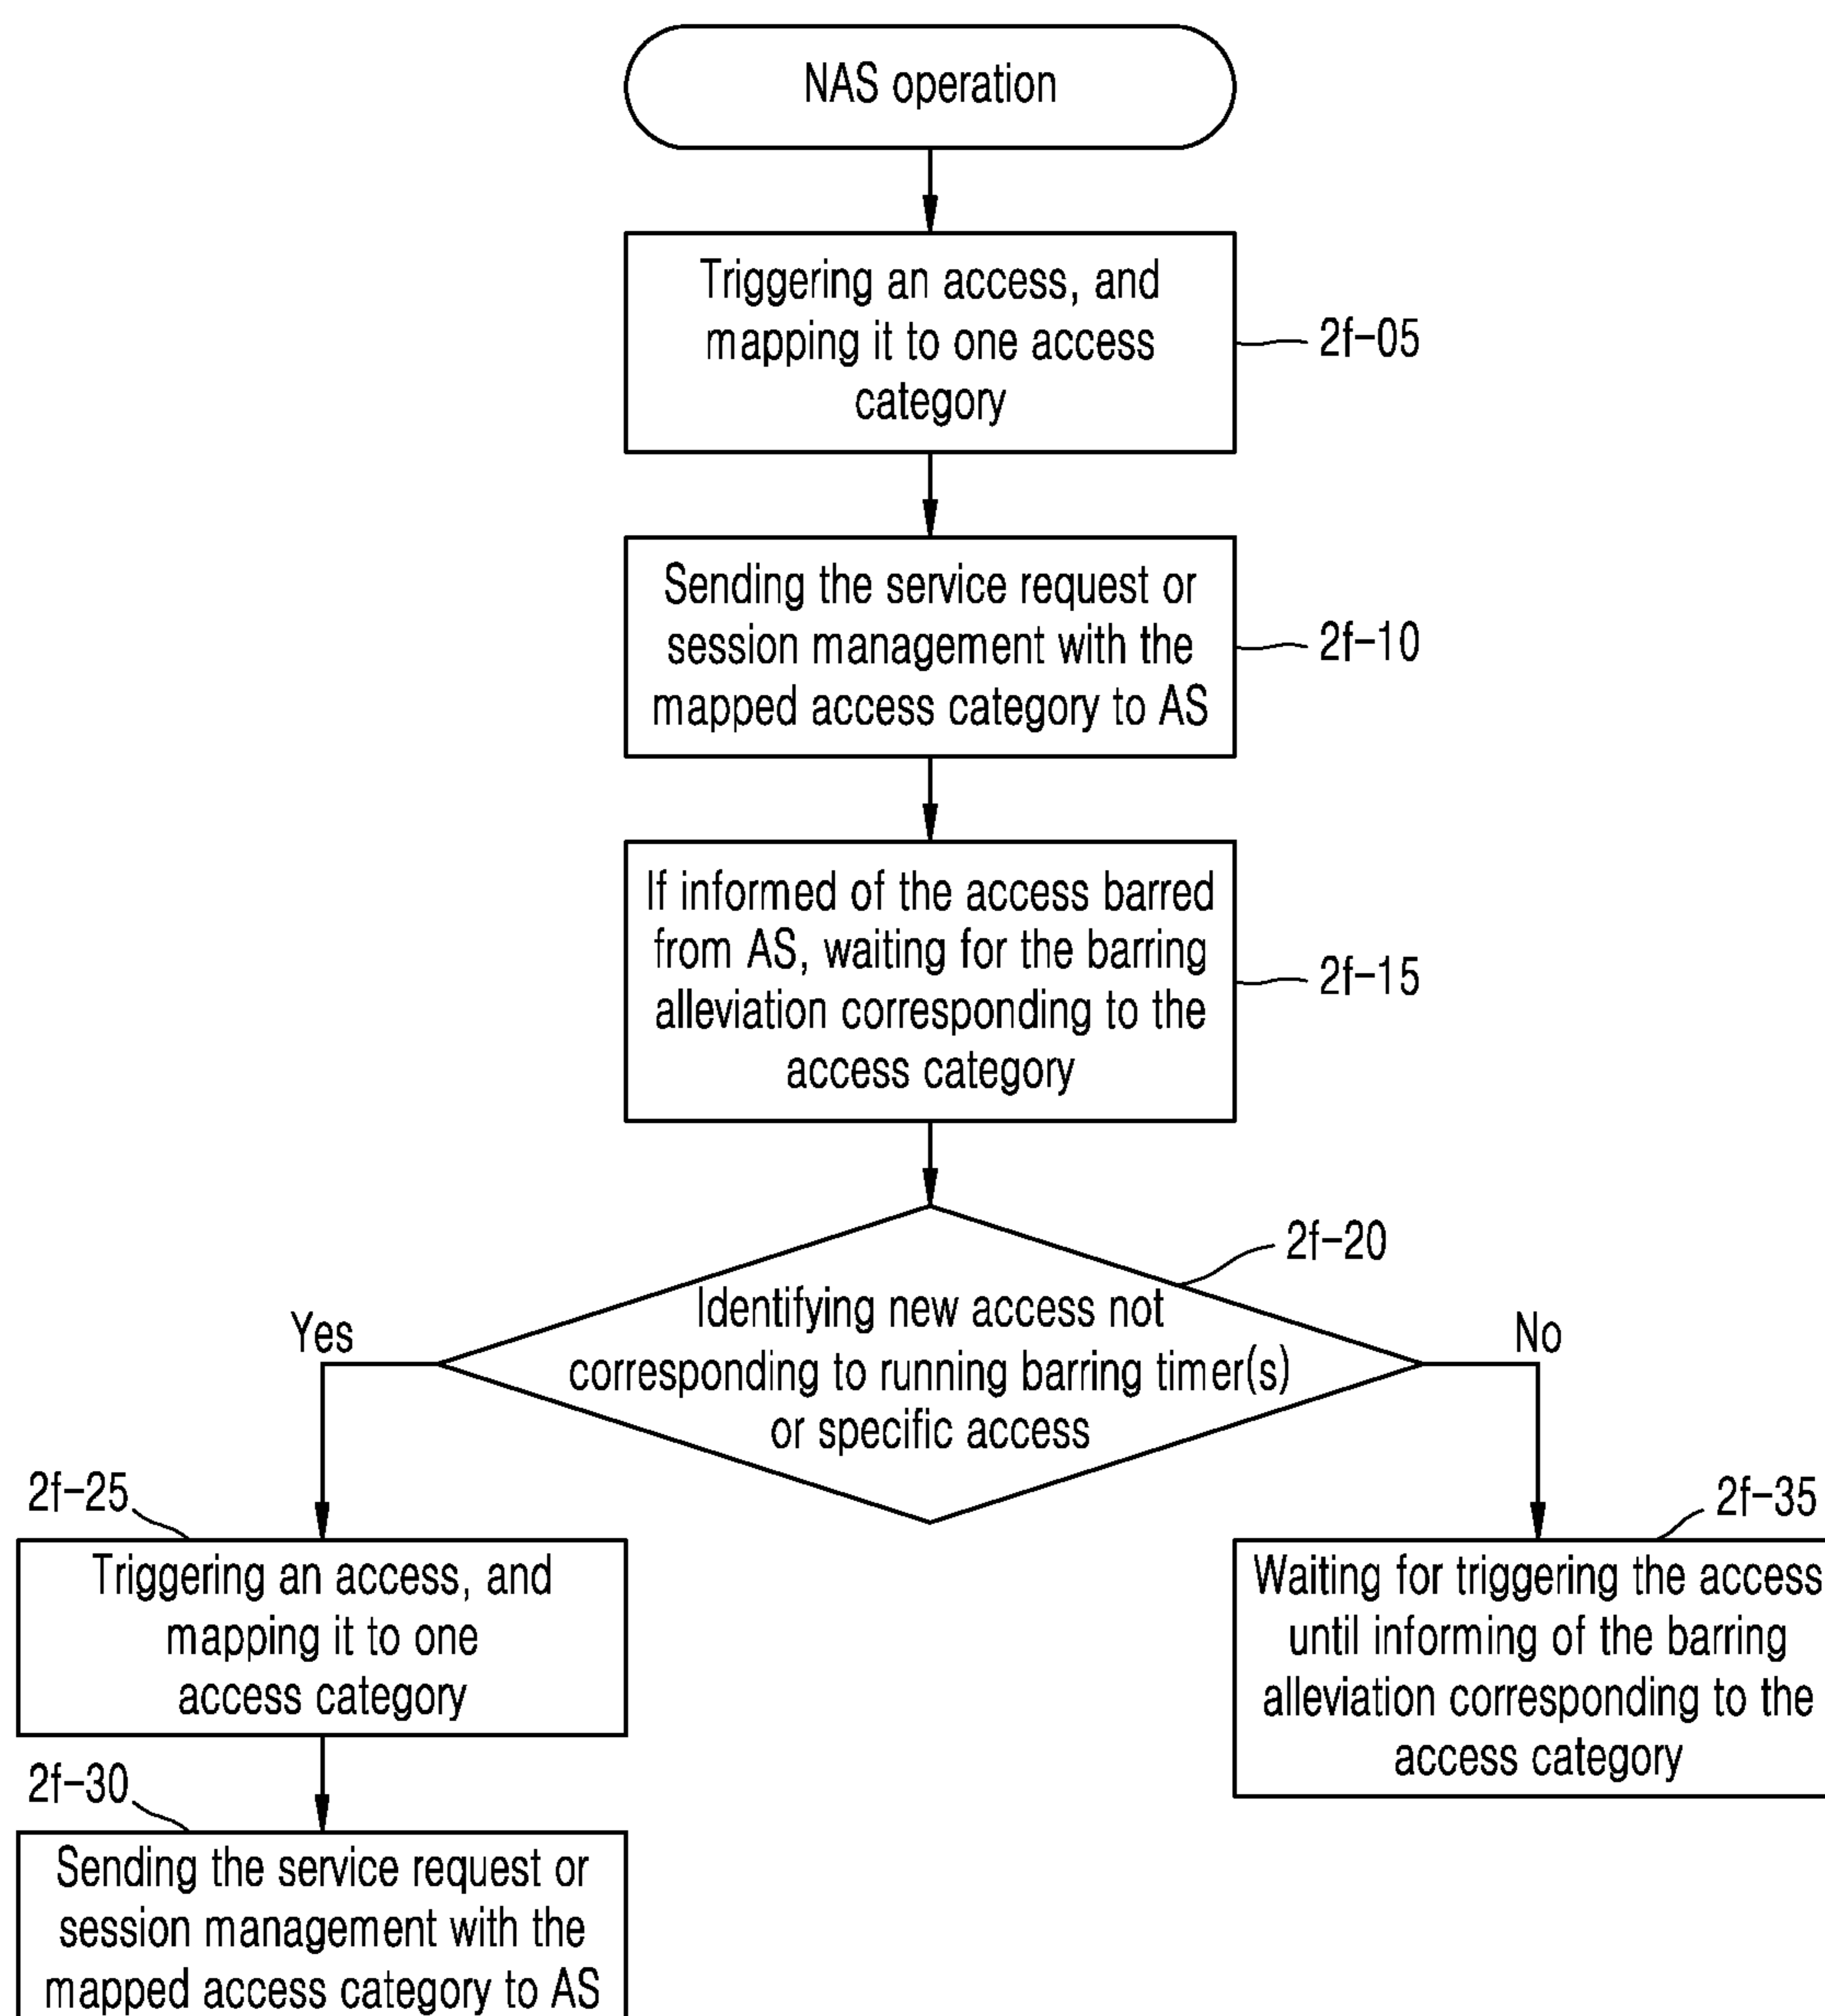 NAS operation
Triggering an access, and
mapping it to one access
category
2f-05
Sending the service request or
session management with the
mapped access category to AS
2f-10
If informed of the access barred
from AS, waiting for the barring
alleviation corresponding to the
access category
2f-15
2f-20
Identifying new access not
corresponding to running barring timer(s)
or specific access
Yes
No
2f-25
Triggering an access, and
mapping it to one
access category
2f-35
Waiting for triggering the access
until informing of the barring
alleviation corresponding to the
access category
2f-30
Sending the service request or
session management with the
mapped access category to AS